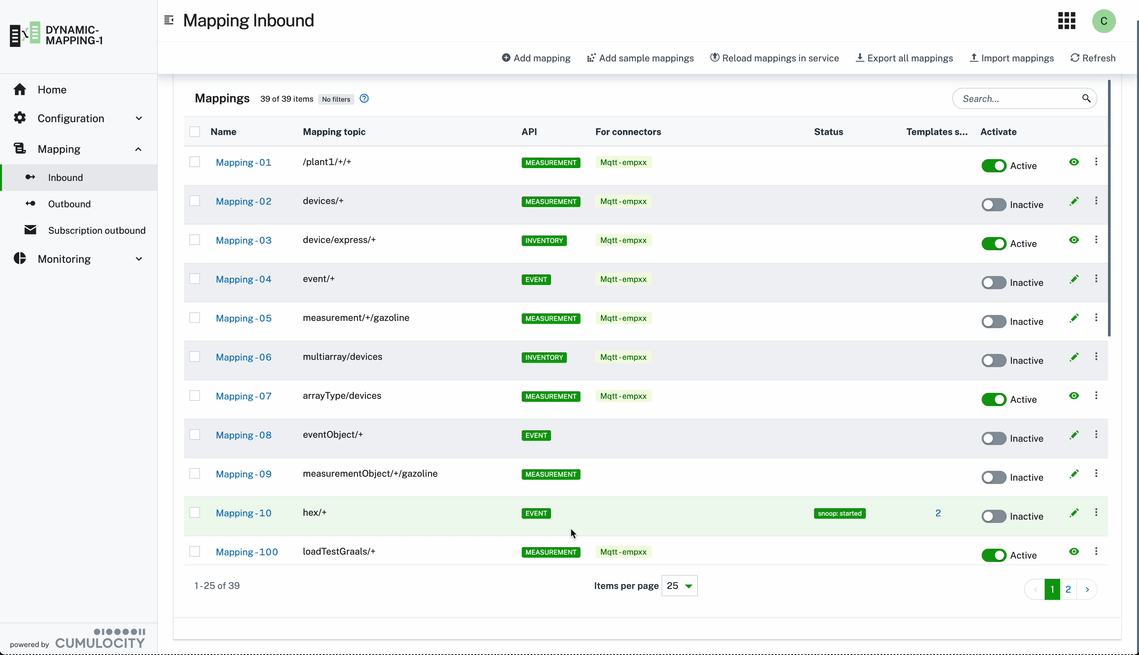 DYNAMIC-
MAPPING-1
Mapping Inbound
C
Add mapping Add sample mappings Reload mappings in service Export all mappings Import mappings Refresh
Home
Configuration
Mapping
Inbound
Outbound
Subscription outbound
Monitoring
Mappings 39 of 39 items No filters
Search...
Name Mapping topic API For connectors Status Templates s... Activate
Mapping - 01 /plant1/+/+ MEASUREMENT Mqtt - empxx Active
Mapping - 02 devices/+ MEASUREMENT Mqtt - empxx Inactive
Mapping - 03 device/express/+ INVENTORY Mqtt - empxx Active
Mapping - 04 event/+ EVENT Mqtt - empxx Inactive
Mapping - 05 measurement/+/gazoline MEASUREMENT Mqtt - empxx Inactive
Mapping - 06 multiarray/devices INVENTORY Mqtt - empxx Inactive
Mapping - 07 arrayType/devices MEASUREMENT Mqtt - empxx Active
Mapping - 08 eventObject/+ EVENT Inactive
Mapping - 09 measurementObject/+/gazoline MEASUREMENT Inactive
Mapping - 10 hex/+ EVENT snoop: started 2 Inactive
Mapping - 100 loadTestGraals/+ MEASUREMENT Mqtt - empxx Active
1-25 of 39 Items per page 25 1 2
powered by CUMULOCITY